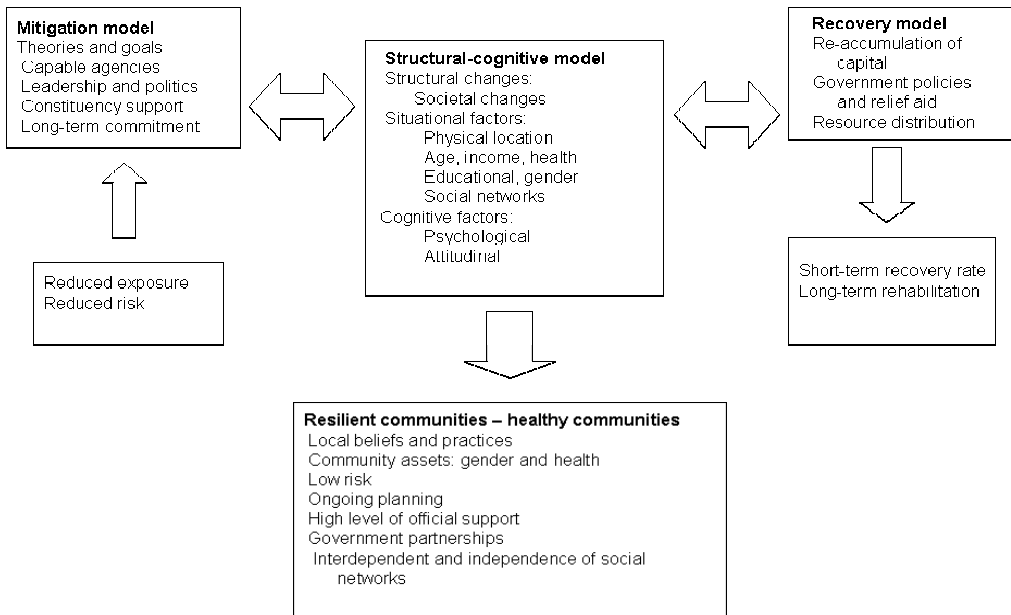 Mitigation model
Theories and goals
Capable agencies
Leadership and politics
Constituency support
Long-term commitment
Reduced exposure
Reduced risk
Structural-cognitive model
Structural changes:
Societal changes
Situational factors:
Physical location
Age, income, health
Educational, gender
Social networks
Cognitive factors:
Psychological
Attitudinal
Recovery model
Re-accumulation of
capital
Government policies
and relief aid
Resource distribution
Short-term recovery rate
Long-term rehabilitation
Resilient communities – healthy communities
Local beliefs and practices
Community assets: gender and health
Low risk
Ongoing planning
High level of official support
Government partnerships
Interdependent and independence of social
networks